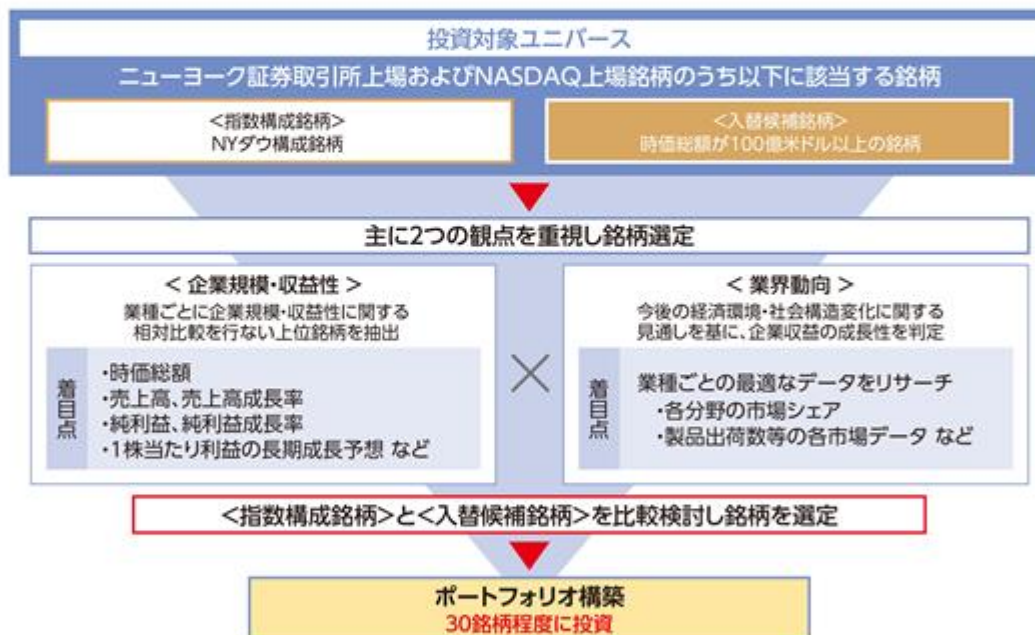 投資対象ユニバース
ニューヨーク証券取引所上場およびNASDAQ上場銘柄のうち以下に該当する銘柄
<指数構成銘柄>
NYダウ構成銘柄
<入替候補銘柄>
時価総額が100億米ドル以上の銘柄
主に2つの観点を重視し銘柄選定
< 企業規模・収益性 >
業種ごとに企業規模・収益性に関する
相対比較を行ない上位銘柄を抽出
着目点
・時価総額
・売上高、売上高成長率
・純利益、純利益成長率
・1株当たり利益の長期成長予想 など
< 業界動向 >
今後の経済環境・社会構造変化に関する
見通しを基に、企業収益の成長性を判定
着目点
業種ごとの最適なデータをリサーチ
・各分野の市場シェア
・製品出荷数等の各市場データ など
<指数構成銘柄>と<入替候補銘柄>を比較検討し銘柄を選定
ポートフォリオ構築
30銘柄程度に投資